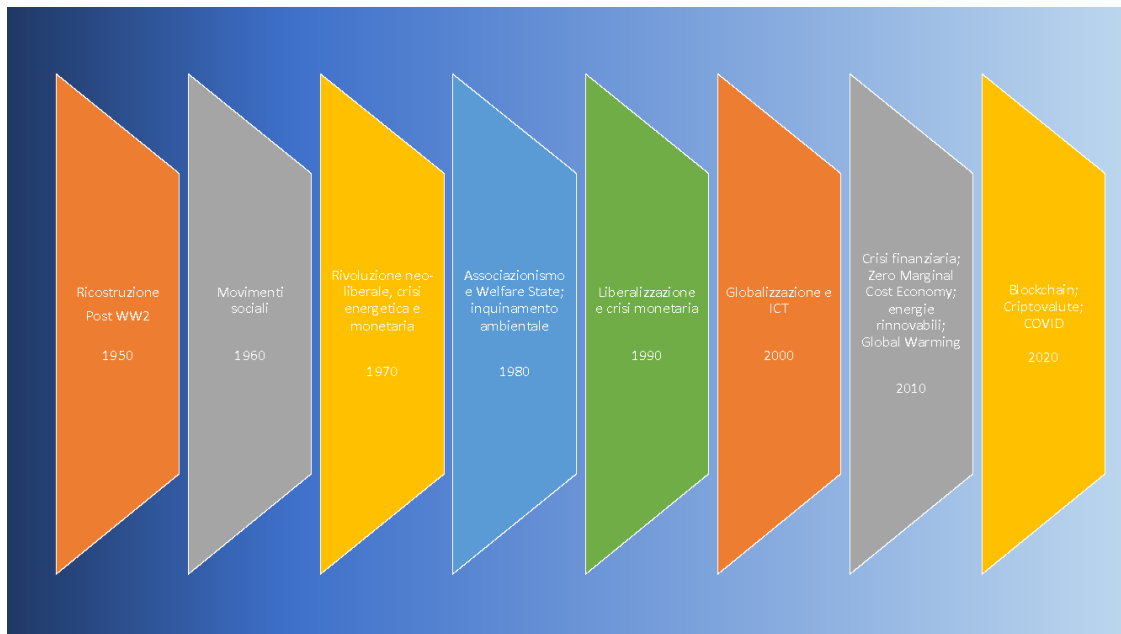 Ricostruzione
Post WW2
1950
Movimenti
sociali
1960
Rivoluzione neo-
liberale, crisi
energetica e
monetaria
1970
Associazionismo
e Welfare State;
inquinamento
ambientale
1980
Liberalizzazione
e crisi monetaria
1990
Globalizzazione e
ICT
2000
Crisi finanziaria;
Zero Marginal
Cost Economy;
energie
rinnovabili;
Global Warming
2010
Blockchain;
Criptovalute;
COVID
2020